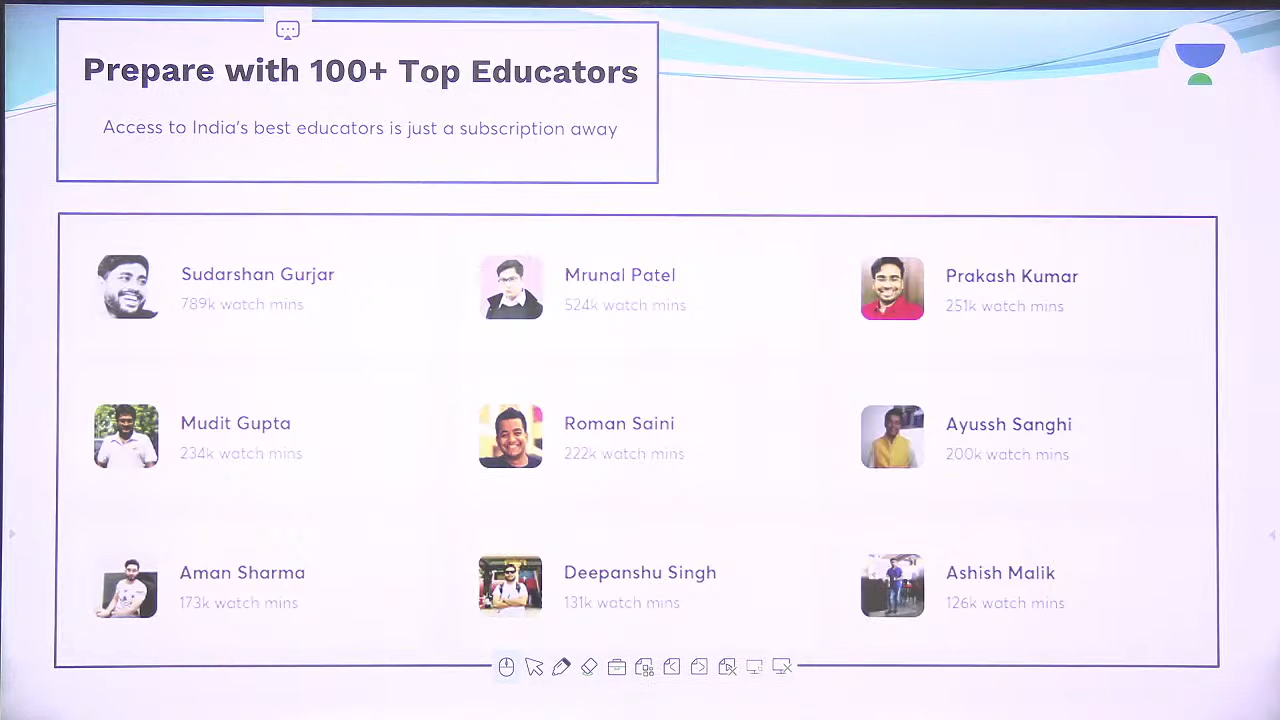 Prepare with 100+ Top Educators
Access to India's best educators is just a subscription away
Sudarshan Gurjar
789k watch mins
Mrunal Patel
524k watch mins
Prakash Kumar
251k watch mins
Mudit Gupta
234k watch mins
Roman Saini
222k watch mins
Ayussh Sanghi
200k watch mins
Aman Sharma
173k watch mins
Deepanshu Singh
131k watch mins
Ashish Malik
126k watch mins